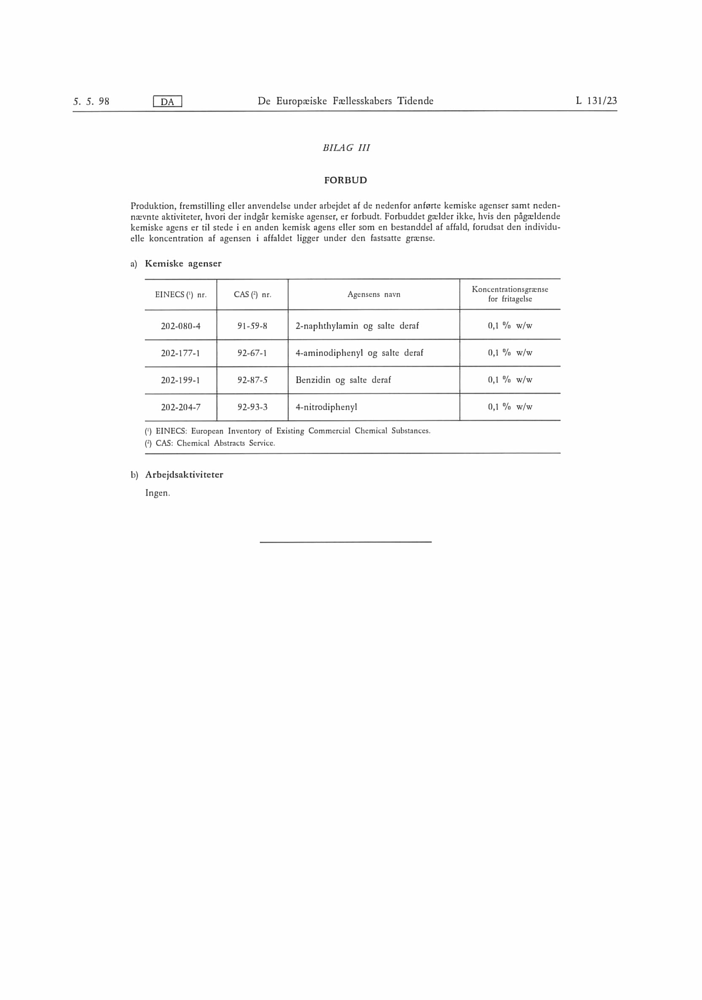 5. 5. 98 DA De Europæiske Fællesskabers Tidende L 131/23
BILAG III
FORBUD
Produktion, fremstilling eller anvendelse under arbejdet af de nedenfor anførte kemiske agenser samt neden-
nævnte aktiviteter, hvori der indgår kemiske agenser, er forbudt. Forbuddet gælder ikke, hvis den pågældende
kemiske agens er til stede i en anden kemisk agens eller som en bestanddel af affald, forudsat den individu-
elle koncentration af agensen i affaldet ligger under den fastsatte grænse.
a) Kemiske agenser
EINECS (¹) nr. CAS (²) nr. Agensens navn Koncentrationsgrænse
for fritagelse
202-080-4 91-59-8 2-naphthylamin og salte deraf 0,1 % w/w
202-177-1 92-67-1 4-aminodiphenyl og salte deraf 0,1 % w/w
202-199-1 92-87-5 Benzidin og salte deraf 0,1 % w/w
202-204-7 92-93-3 4-nitrodiphenyl 0,1 % w/w
(¹) EINECS: European Inventory of Existing Commercial Chemical Substances.
(²) CAS: Chemical Abstracts Service.
b) Arbejdsaktiviteter
Ingen.